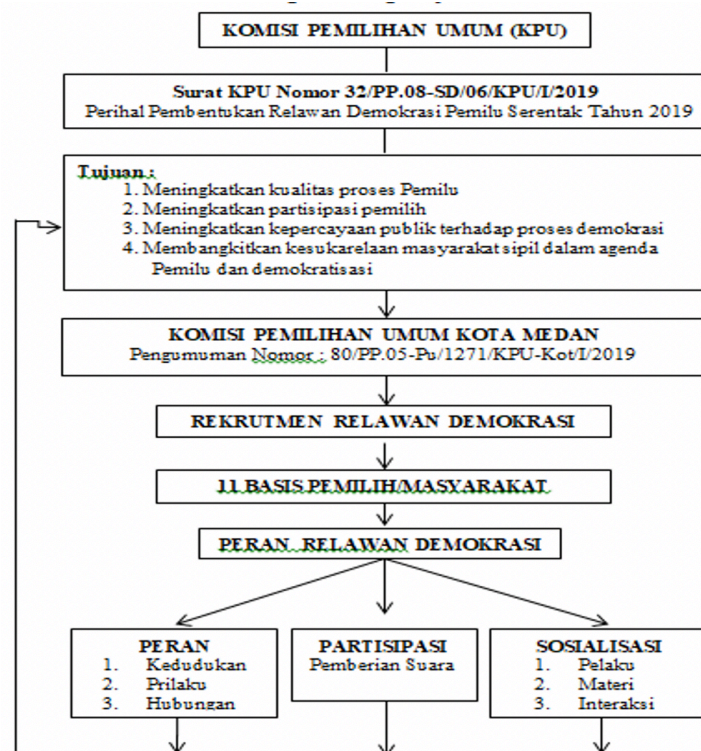 KOMISI PEMILIHAN UMUM (KPU)
Surat KPU Nomor 32/PP.08-SD/06/KPU/I/2019
Perihal Pembentukan Relawan Demokrasi Pemilu Serentak Tahun 2019
Tujuan :
1. Meningkatkan kualitas proses Pemilu
2. Meningkatkan partisipasi pemilih
3. Meningkatkan kepercayaan publik terhadap proses demokrasi
4. Membangkitkan kesukarelaan masyarakat sipil dalam agenda
Pemilu dan demokratisasi
KOMISI PEMILIHAN UMUM KOTA MEDAN
Pengumuman Nomor : 80/PP.05-Pu/1271/KPU-Kot/I/2019
REKRUTMEN RELAWAN DEMOKRASI
11 BASIS PEMILIH/MASYARAKAT
PERAN RELAWAN DEMOKRASI
PERAN
1. Kedudukan
2. Prilaku
3. Hubungan
PARTISIPASI
Pemberian Suara
SOSIALISASI
1. Pelaku
2. Materi
3. Interaksi